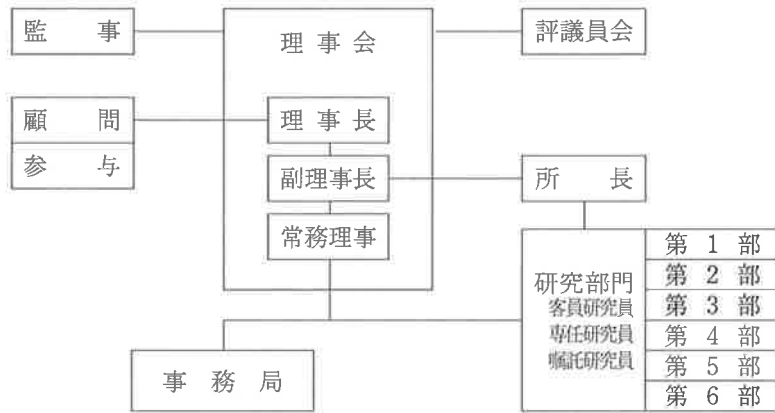 監事
理事会
評議員会
顧問
参与
理事長
副理事長
所長
常務理事
研究部門
客員研究員
専任研究員
嘱託研究員
第1部
第2部
第3部
第4部
第5部
第6部
事務局